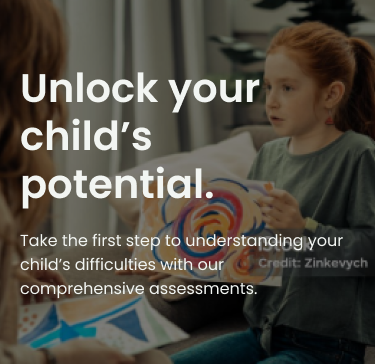 Unlock your
child’s
potential.
Take the first step to understanding your
child’s difficulties with our
Credit: Zinkevych
comprehensive assessments.